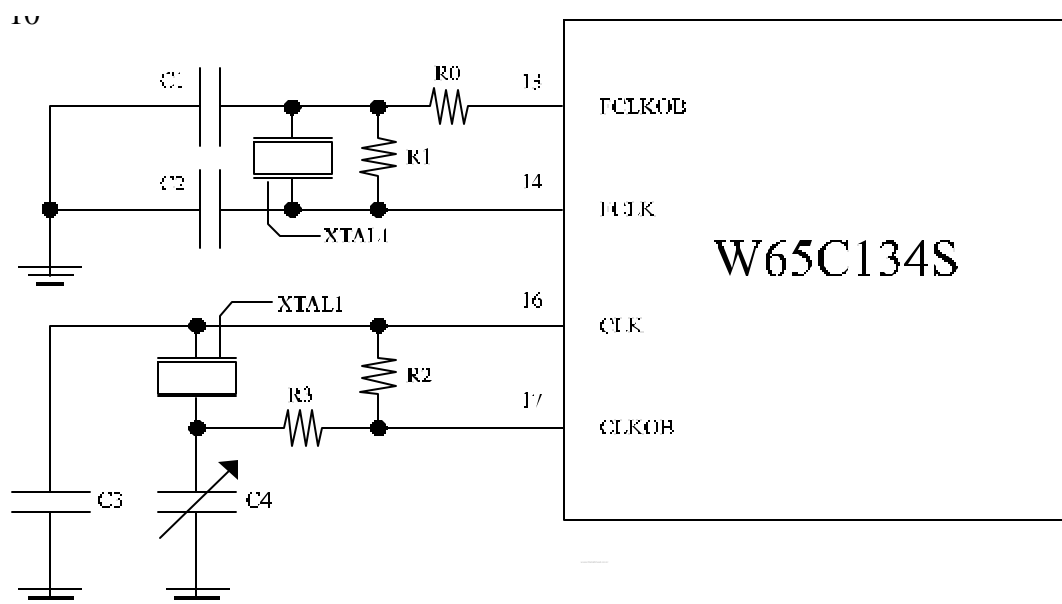 C1
R0
15
FCLKOB
R1
C2
14
FCLK
XTAL1
W65C134S
16
XTAL1
CLK
R2
R3
17
CLKOB
C3
C4